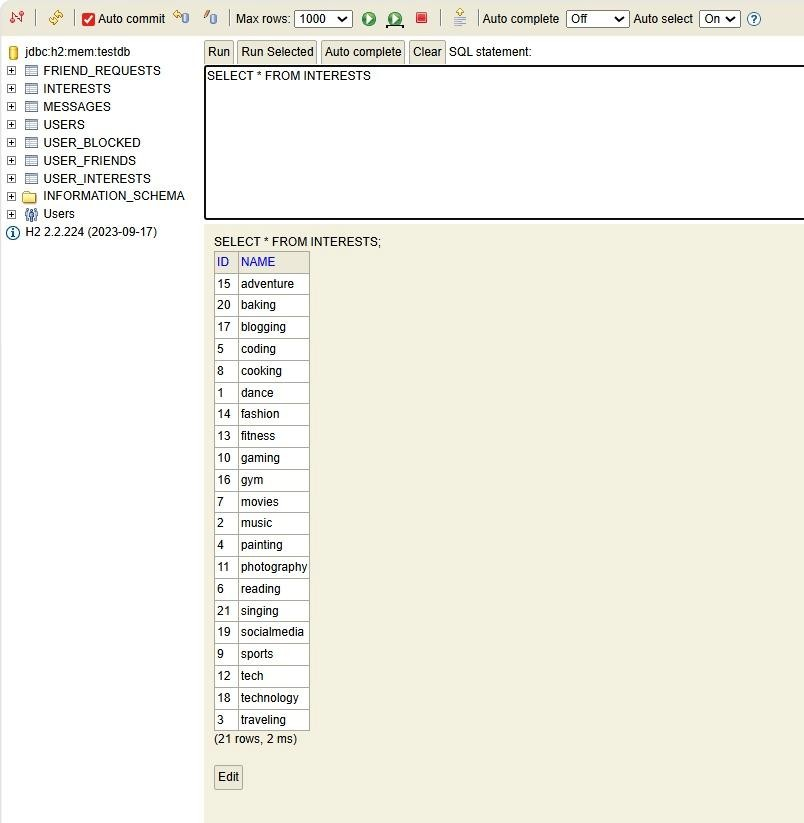 Auto commit Max rows: 1000 Auto complete Off Auto select On ?
jdbc:h2:mem:testdb
FRIEND_REQUESTS
INTERESTS
MESSAGES
USERS
USER_BLOCKED
USER_FRIENDS
USER_INTERESTS
INFORMATION_SCHEMA
Users
H2 2.2.224 (2023-09-17)
Run Run Selected Auto complete Clear SQL statement:
SELECT * FROM INTERESTS
SELECT * FROM INTERESTS;
ID NAME
15 adventure
20 baking
17 blogging
5 coding
8 cooking
1 dance
14 fashion
13 fitness
10 gaming
16 gym
7 movies
2 music
4 painting
11 photography
6 reading
21 singing
19 socialmedia
9 sports
12 tech
18 technology
3 traveling
(21 rows, 2 ms)
Edit